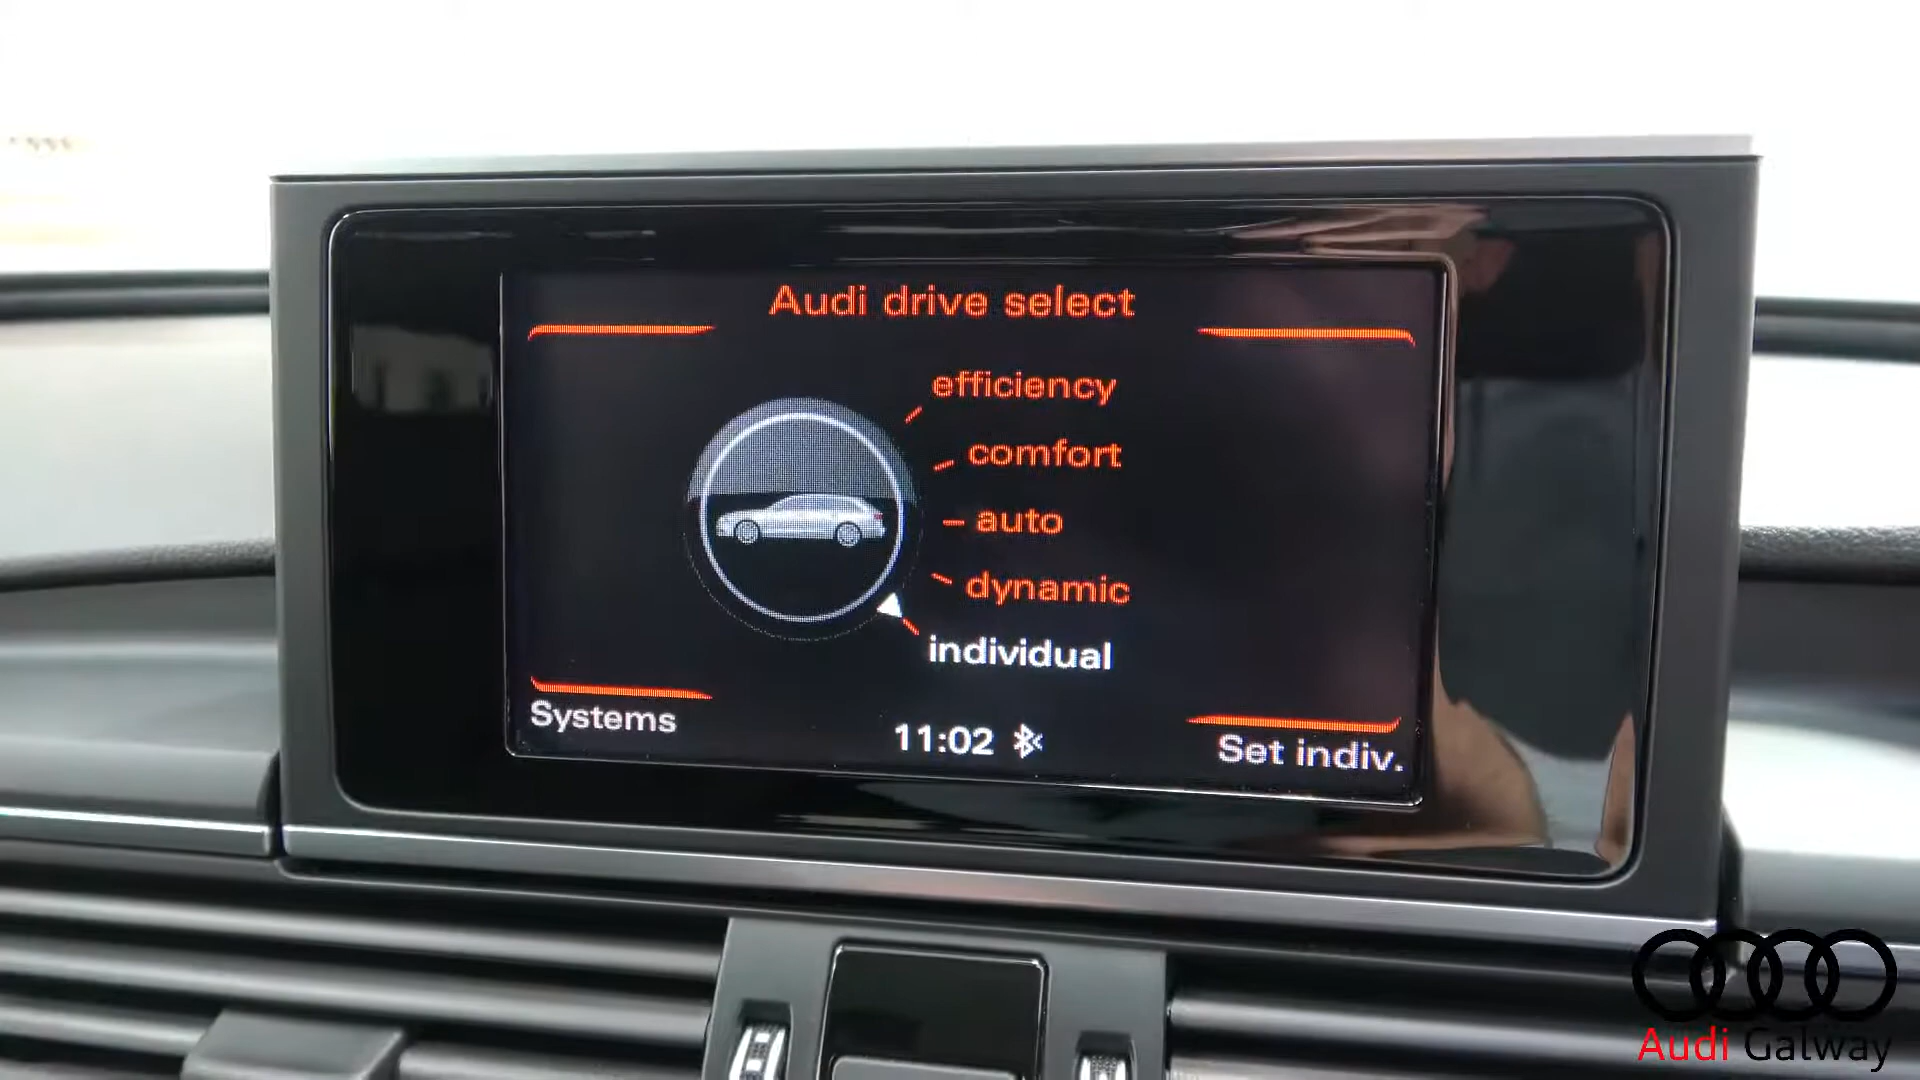 Audi drive select
efficiency
comfort
auto
dynamic
individual
Systems
11:02
Set indiv.
Audi Galway